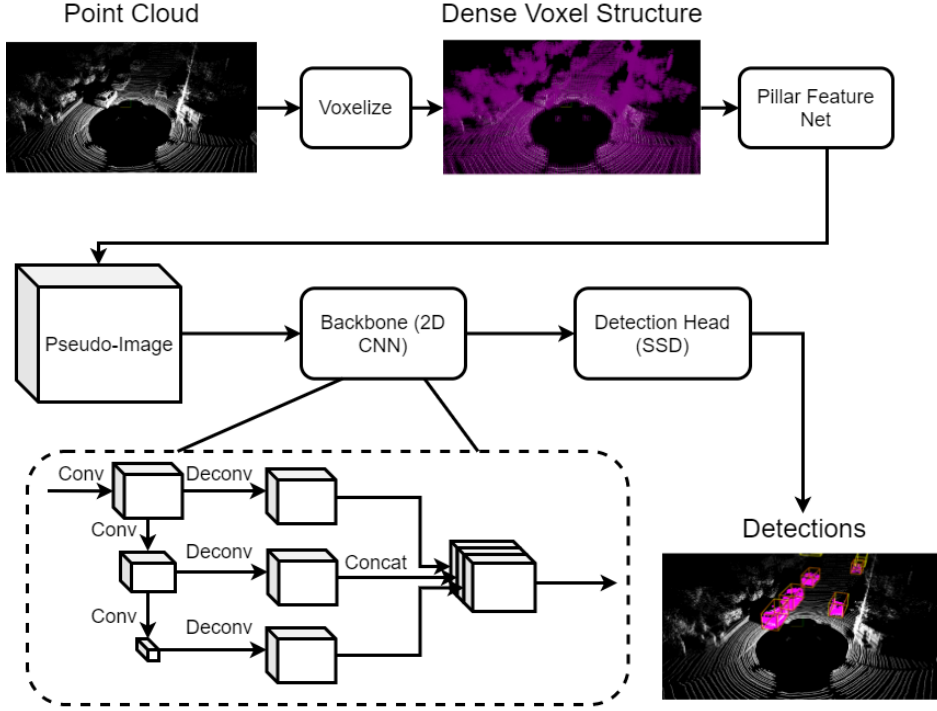 Point Cloud
Dense Voxel Structure
Voxelize
Pillar Feature
Net
Pseudo-Image
Backbone (2D
CNN)
Detection Head
(SSD)
Conv
Deconv
Conv
Deconv
Concat
Conv
Deconv
Detections